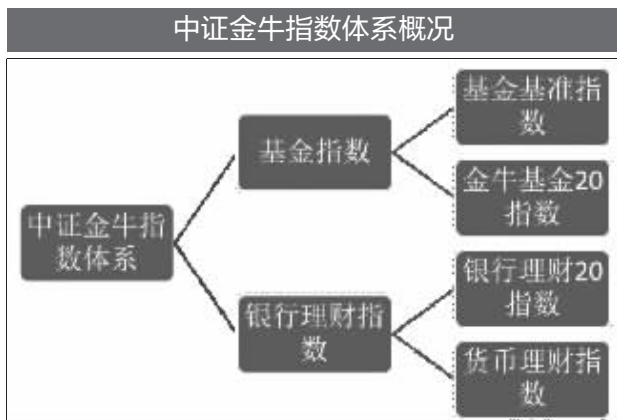 中证金牛指数体系概况
基金基准指
数
基金指数
金牛基金20
指数
中证金牛指
数体系
银行理财20
指数
银行理财指
数
货币理财指
数